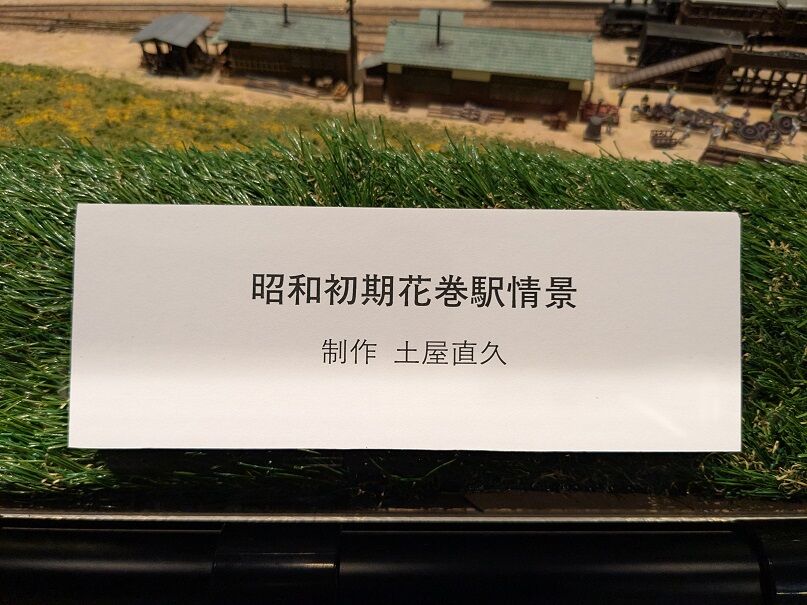 昭和初期花巻駅情景
制作 土屋直久